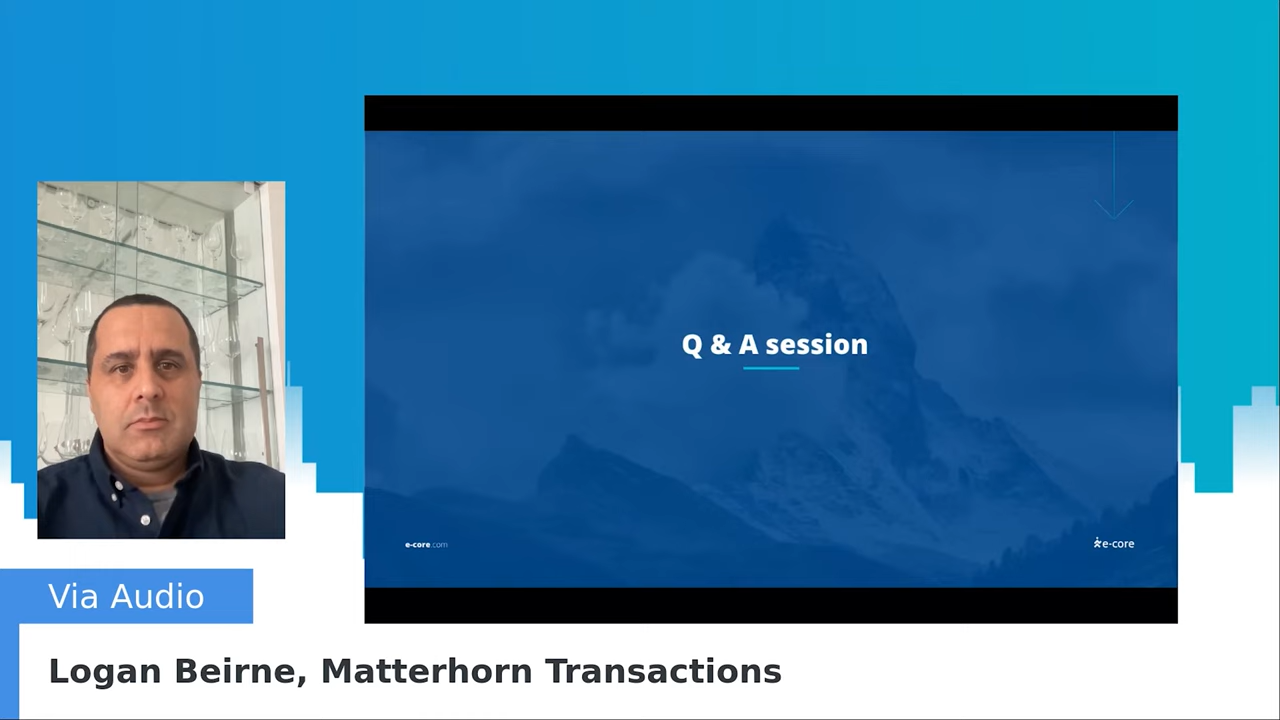 Q & A session
e-core.com
e-core
Via Audio
Logan Beirne, Matterhorn Transactions